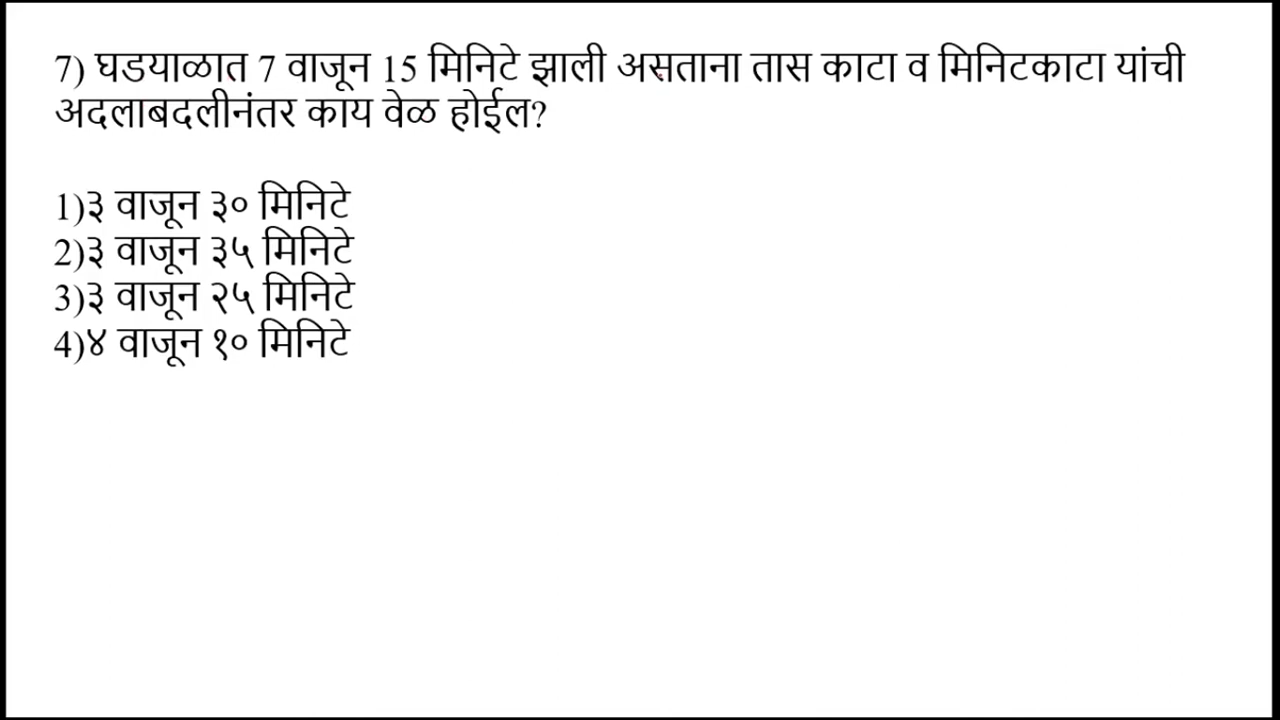 7) घडयाळात 7 वाजून 15 मिनिटे झाली असताना तास काटा व मिनिटकाटा यांची
अदलाबदलीनंतर काय वेळ होईल?
1)३ वाजून ३० मिनिटे
2)३ वाजून ३५ मिनिटे
3)३ वाजून २५ मिनिटे
4)४ वाजून १० मिनिटे